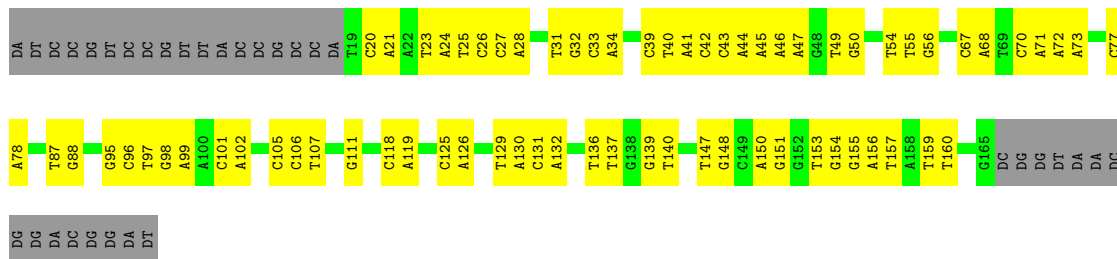 DA DT DC DC DG DT DC DC DG DT DT DA DC DC DG DC DC DA T19 C20 A21 A22 T23 A24 T25 C26 C27 A28 T31 G32 C33 A34 C39 T40 A41 C42 C43 A44 A45 A46 A47 G48 T49 G50 T54 T55 G56 C67 A68 T69 C70 A71 A72 A73 C77
A78 T87 G88 G95 C96 T97 G98 A99 A100 C101 A102 C105 C106 T107 G111 C118 A119 C125 A126 T129 A130 C131 A132 T136 T137 G138 G139 T140 T147 G148 C149 A150 G151 G152 T153 G154 G155 A156 T157 A158 T159 T160 G165 DC DG DG DT DA DA DC
DG DG DA DC DG DG DA DT